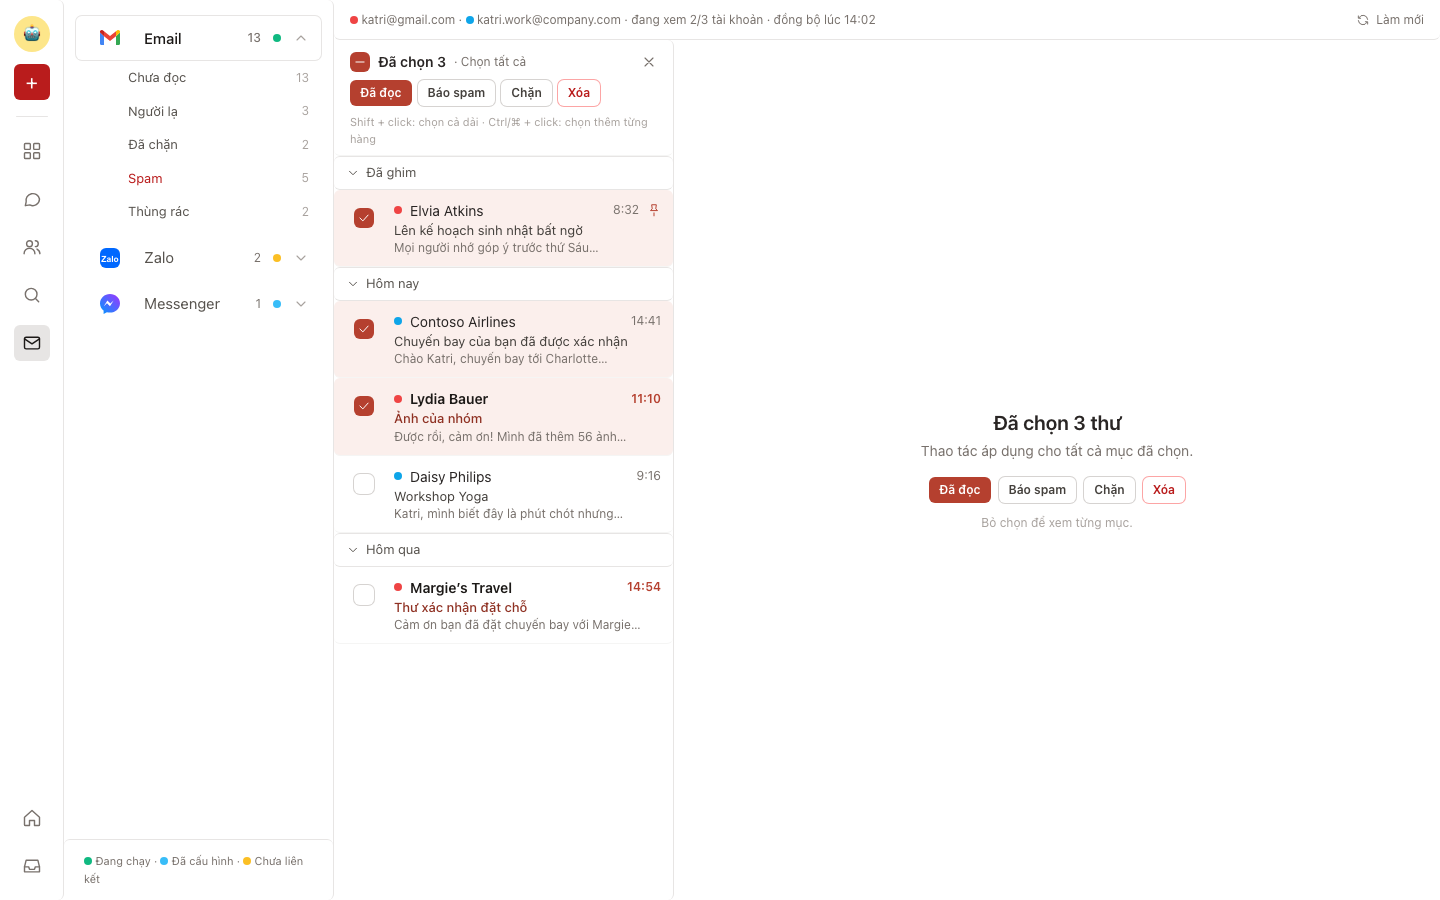 Email 13
Chưa đọc 13
Người lạ 3
Đã chặn 2
Spam 5
Thùng rác 2
Zalo Zalo 2
Messenger 1
Đang chạy · Đã cấu hình · Chưa liên
kết
katri@gmail.com · katri.work@company.com · đang xem 2/3 tài khoản · đồng bộ lúc 14:02
Làm mới
Đã chọn 3 · Chọn tất cả
Đã đọc Báo spam Chặn Xóa
Shift + click: chọn cả dải · Ctrl/⌘ + click: chọn thêm từng
hàng
Đã ghim
Elvia Atkins 8:32
Lên kế hoạch sinh nhật bất ngờ
Mọi người nhớ góp ý trước thứ Sáu...
Hôm nay
Contoso Airlines 14:41
Chuyến bay của bạn đã được xác nhận
Chào Katri, chuyến bay tới Charlotte...
Lydia Bauer 11:10
Ảnh của nhóm
Được rồi, cảm ơn! Mình đã thêm 56 ảnh...
Daisy Philips 9:16
Workshop Yoga
Katri, mình biết đây là phút chót nhưng...
Hôm qua
Margie's Travel 14:54
Thư xác nhận đặt chỗ
Cảm ơn bạn đã đặt chuyến bay với Margie...
Đã chọn 3 thư
Thao tác áp dụng cho tất cả mục đã chọn.
Đã đọc Báo spam Chặn Xóa
Bỏ chọn để xem từng mục.